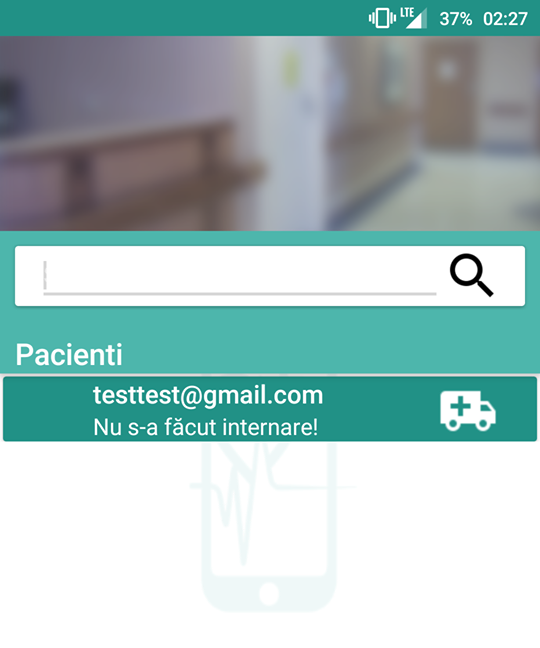 LTE 37% 02:27
Pacienti
testtest@gmail.com
Nu s-a făcut internare!